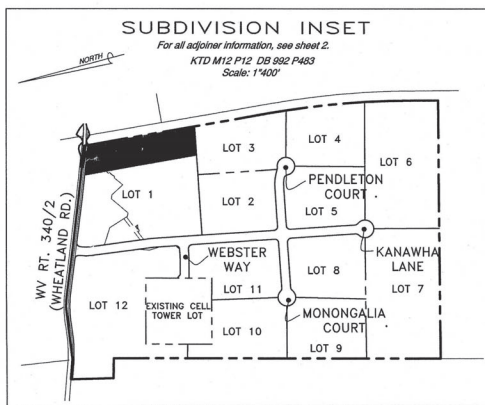 SUBDIVISION INSET
For all adjoiner information, see sheet 2.
KTD M12 P12 DB 992 P483
Scale: 1"400'
NORTH
LOT 3
LOT 4
LOT 6
LOT 1
PENDLETON
COURT
LOT 2
LOT 5
WV RT. 340/2
(WHEATLAND RD.)
WEBSTER
WAY
KANAWHA
LANE
LOT 8
LOT 7
LOT 12
EXISTING CELL
TOWER LOT
LOT 11
MONONGALIA
COURT
LOT 10
LOT 9